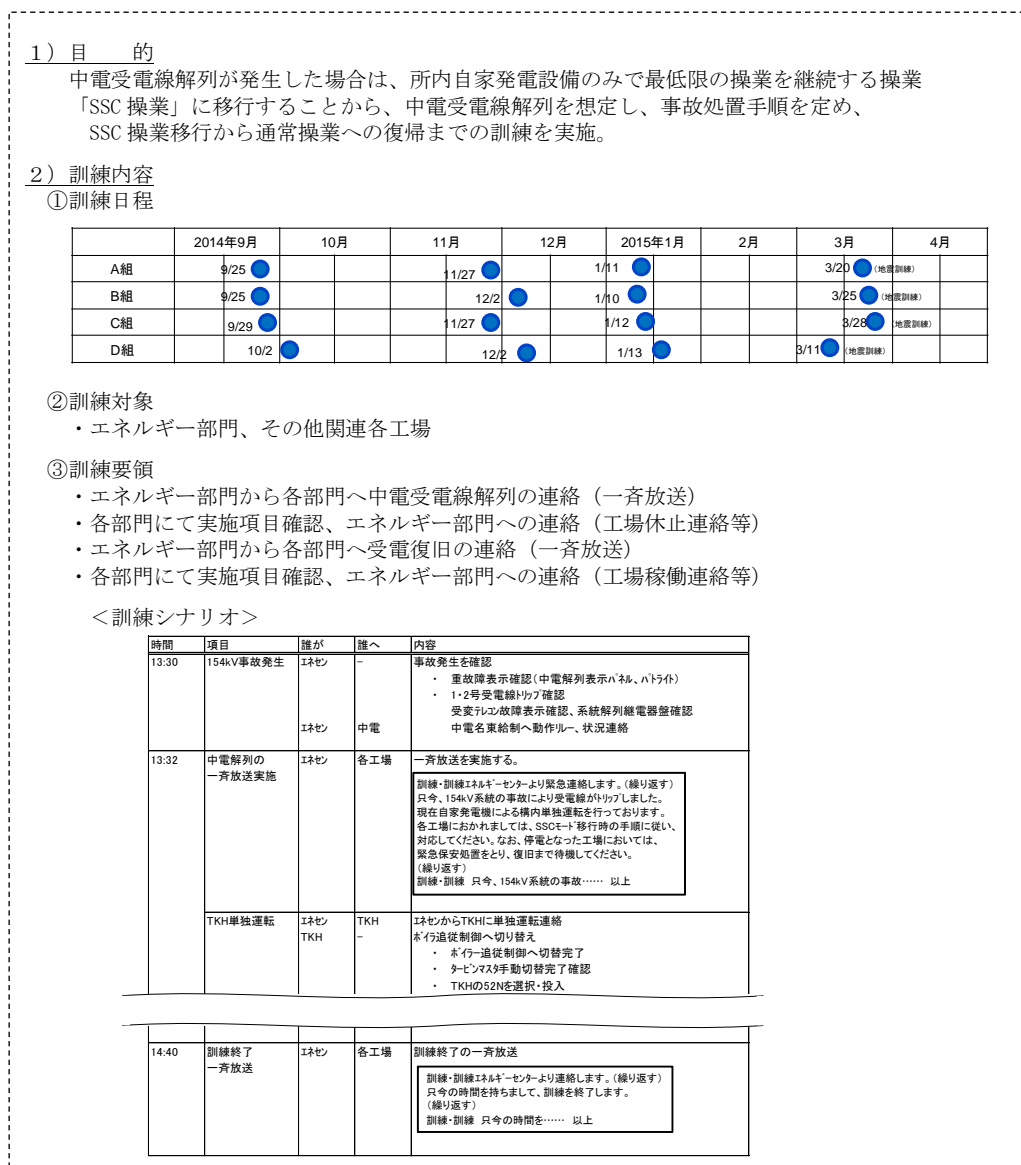 1）目　　的
中電受電線解列が発生した場合は、所内自家発電設備のみで最低限の操業を継続する操業
「SSC操業」に移行することから、中電受電線解列を想定し、事故処置手順を定め、
SSC操業移行から通常操業への復帰までの訓練を実施。
2）訓練内容
①訓練日程
2014年9月 10月 11月 12月 2015年1月 2月 3月 4月
A組 9/25 11/27 1/11 3/20 （地震訓練）
B組 9/25 12/2 1/10 3/25 （地震訓練）
C組 9/29 11/27 1/12 3/28 （地震訓練）
D組 10/2 12/2 1/13 3/11 （地震訓練）
②訓練対象
・エネルギー部門、その他関連各工場
③訓練要領
・エネルギー部門から各部門へ中電受電線解列の連絡（一斉放送）
・各部門にて実施項目確認、エネルギー部門への連絡（工場休止連絡等）
・エネルギー部門から各部門へ受電復旧の連絡（一斉放送）
・各部門にて実施項目確認、エネルギー部門への連絡（工場稼働連絡等）
＜訓練シナリオ＞
時間 項目 誰が 誰へ 内容
13:30 154kV事故発生 ｴﾈｾﾝ － 事故発生を確認
・ 重故障表示確認（中電解列表示ﾊﾟﾈﾙ、ﾊﾟﾄﾗｲﾄ）
・ 1・2号受電線ﾄﾘｯﾌﾟ確認
受変ﾃﾚｺﾝ故障表示確認、系統解列継電器盤確認
ｴﾈｾﾝ 中電 中電名東給制へ動作ﾘﾚｰ、状況連絡
13:32 中電解列の ｴﾈｾﾝ 各工場 一斉放送を実施する。
一斉放送実施
訓練・訓練ｴﾈﾙｷﾞｰｾﾝﾀｰより緊急連絡します。（繰り返す）
只今、154kV系統の事故により受電線がﾄﾘｯﾌﾟしました。
現在自家発電機による構内単独運転を行っております。
各工場におかれましては、SSCﾓｰﾄﾞ移行時の手順に従い、
対応してください。なお、停電となった工場においては、
緊急保安処置をとり、復旧まで待機してください。
（繰り返す）
訓練・訓練 只今、154kV系統の事故…… 以上
TKH単独運転 ｴﾈｾﾝ TKH ｴﾈｾﾝからTKHに単独運転連絡
TKH － ﾎﾞｲﾗ追従制御へ切り替え
・ ﾎﾞｲﾗｰ追従制御へ切替完了
・ ﾀｰﾋﾞﾝﾏｽﾀ手動切替完了確認
・ TKHの52Nを選択・投入
14:40 訓練終了 ｴﾈｾﾝ 各工場 訓練終了の一斉放送
一斉放送
訓練・訓練ｴﾈﾙｷﾞｰｾﾝﾀｰより連絡します。（繰り返す）
只今の時間を持ちまして、訓練を終了します。
（繰り返す）
訓練・訓練 只今の時間を…… 以上